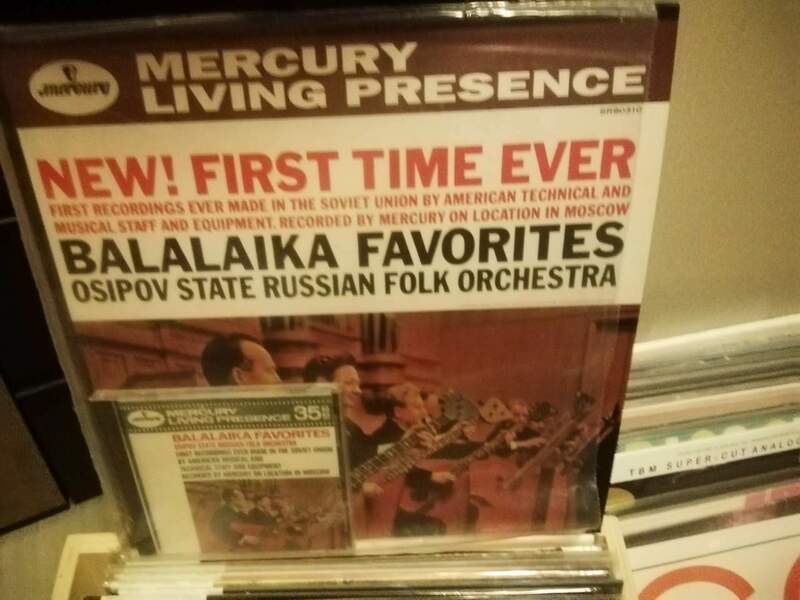 mercury
MERCURY
LIVING PRESENCE
SR90310
NEW! FIRST TIME EVER
FIRST RECORDINGS EVER MADE IN THE SOVIET UNION BY AMERICAN TECHNICAL AND
MUSICAL STAFF AND EQUIPMENT. RECORDED BY MERCURY ON LOCATION IN MOSCOW
BALALAIKA FAVORITES
OSIPOV STATE RUSSIAN FOLK ORCHESTRA
MERCURY
LIVING PRESENCE 35
BALALAIKA FAVORITES
OSIPOV STATE RUSSIAN FOLK ORCHESTRA
FIRST RECORDINGS EVER MADE IN THE SOVIET UNION
BY AMERICAN MUSICAL AND
TECHNICAL STAFF AND EQUIPMENT
RECORDED BY MERCURY ON LOCATION IN MOSCOW
TBM SUPER-CUT ANALOG